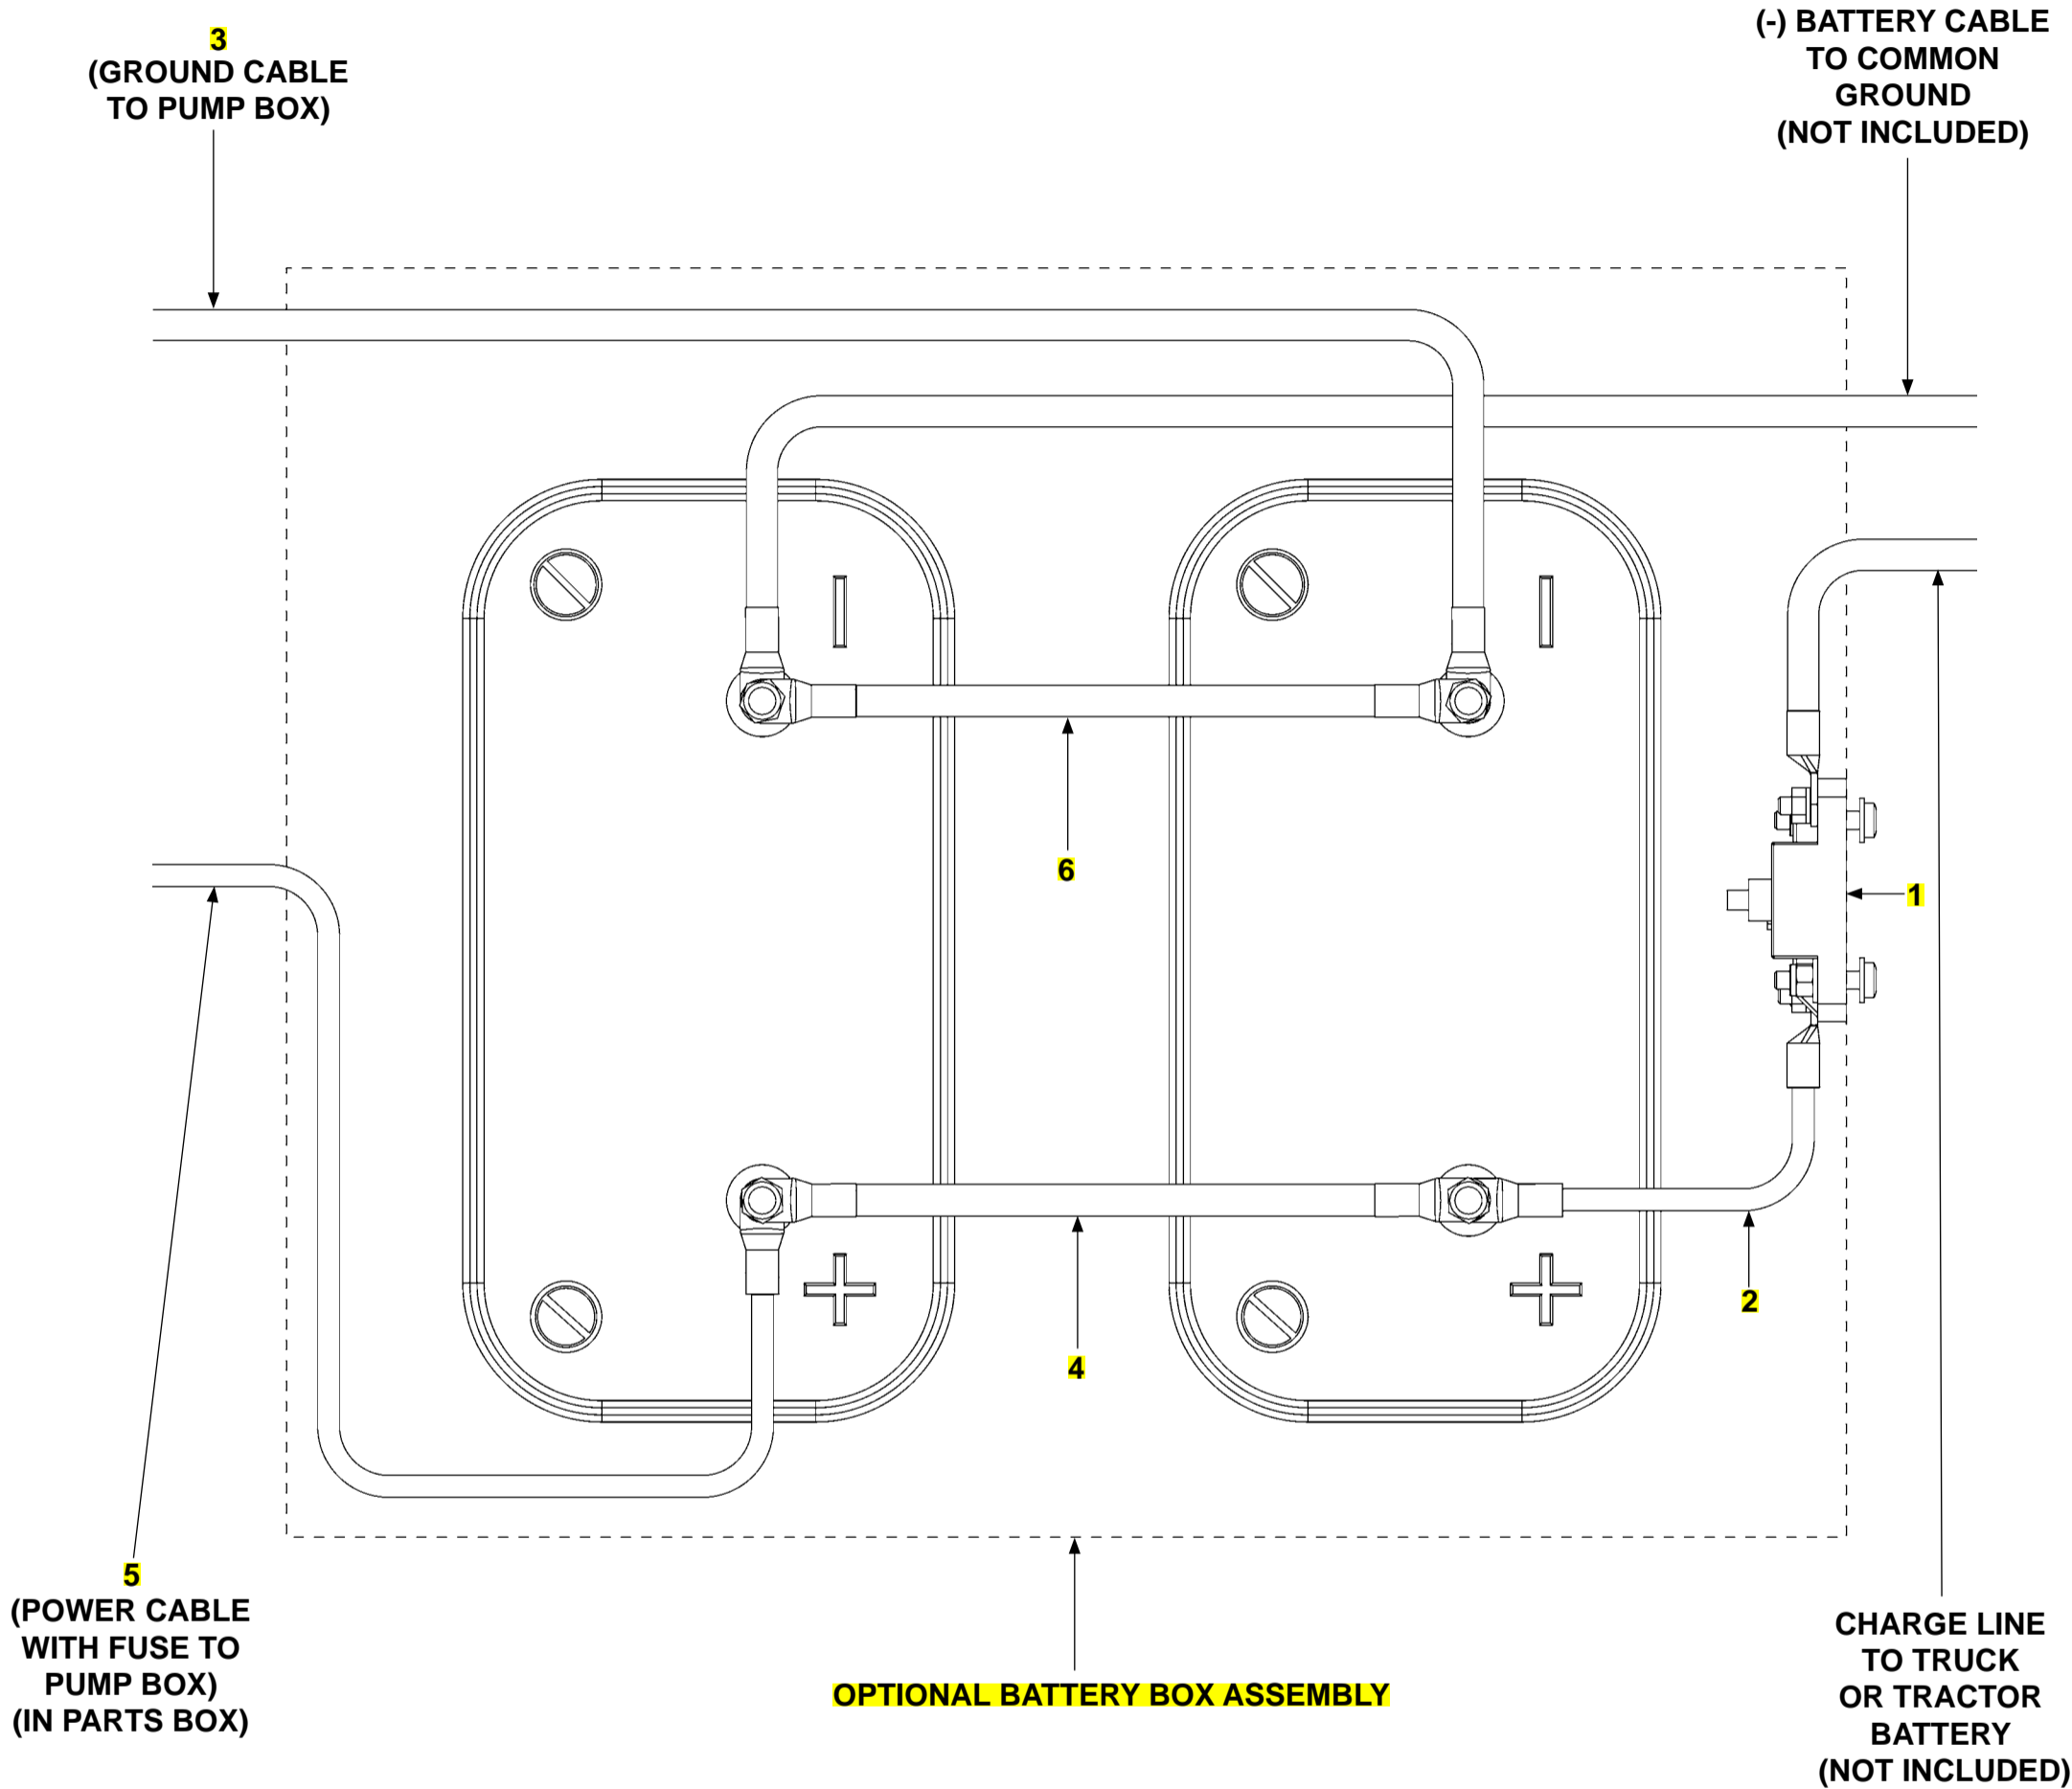 3
(GROUND CABLE
TO PUMP BOX)
(-) BATTERY CABLE
TO COMMON
GROUND
(NOT INCLUDED)
6
1
2
4
5
(POWER CABLE
WITH FUSE TO
PUMP BOX)
(IN PARTS BOX)
OPTIONAL BATTERY BOX ASSEMBLY
CHARGE LINE
TO TRUCK
OR TRACTOR
BATTERY
(NOT INCLUDED)